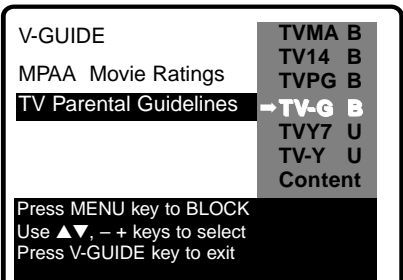 V-GUIDE
MPAA Movie Ratings
TV Parental Guidelines
TVMA B
TV14 B
TVPG B
➡TV-G B
TVY7 U
TV-Y U
Content
Press MENU key to BLOCK
Use ▲▼, – + keys to select
Press V-GUIDE key to exit